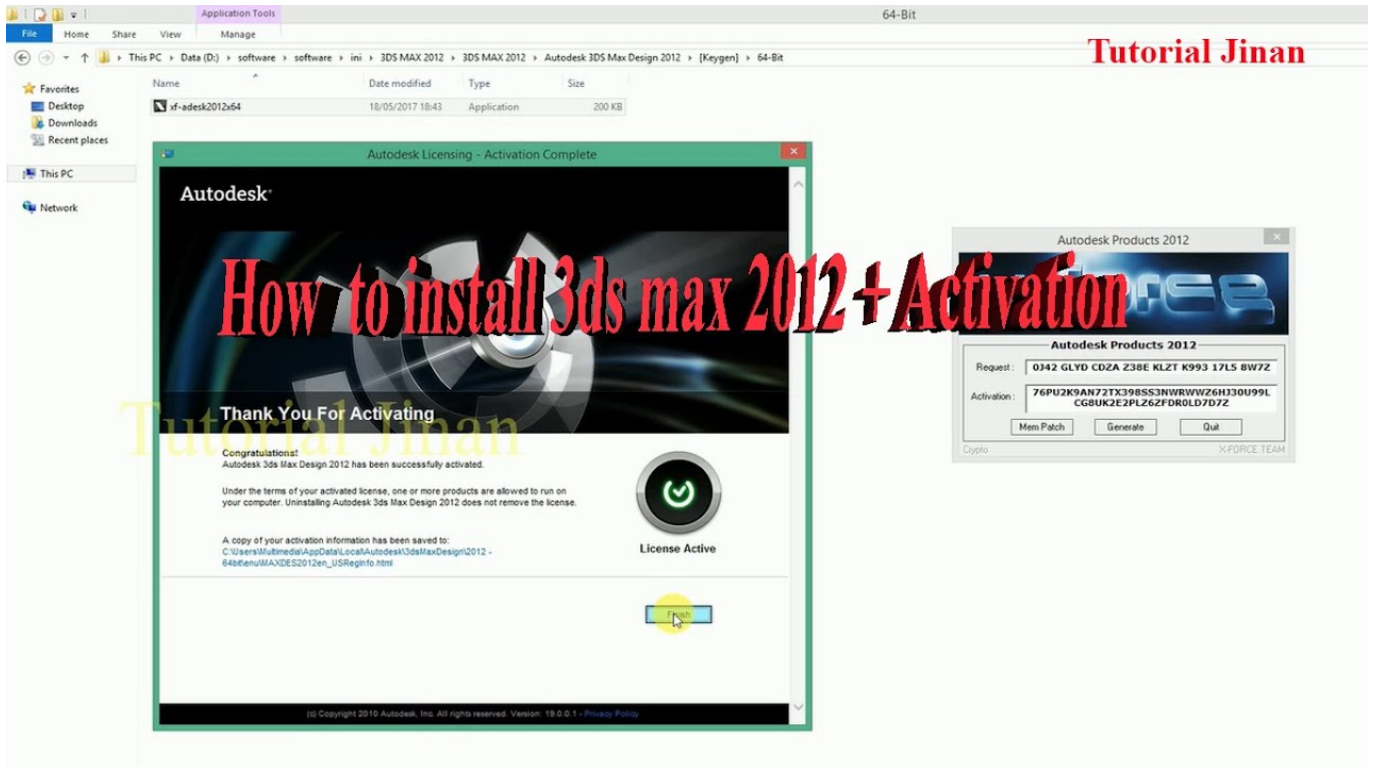 Application Tools
64-Bit
File Home Share View Manage
Tutorial Jinan
This PC › Data (D:) › software › software › ini › 3DS MAX 2012 › 3DS MAX 2012 › Autodesk 3DS Max Design 2012 › [Keygen] › 64-Bit
Favorites
Desktop
Downloads
Recent places
This PC
Network
Name Date modified Type Size
xf-adesk2012x64 18/05/2017 18:43 Application 200 KB
Autodesk Licensing - Activation Complete
Autodesk
How to install 3ds max 2012 + Activation
Thank You For Activating
Tutorial Jinan
Congratulations!
Autodesk 3ds Max Design 2012 has been successfully activated.
Under the terms of your activated license, one or more products are allowed to run on
your computer. Uninstalling Autodesk 3ds Max Design 2012 does not remove the license.
A copy of your activation information has been saved to:
C:\Users\Multimedia\AppData\Local\Autodesk\3dsMaxDesign\2012 -
64bit\enu\MAXDES2012en_USRegInfo.html
License Active
Finish
(c) Copyright 2010 Autodesk, Inc. All rights reserved. Version: 19.0.0.1 - Privacy Policy
Autodesk Products 2012
Autodesk Products 2012
Request : 0342 GLYD CDZA Z38E KLZT K993 17L5 8W7Z
Activation : 76PU2K9AN72TX398SS3NWRWWZ6HJ30U99L
CG8UK2E2PLZ6ZFDR0LD7D7Z
Mem Patch Generate Quit
Crypto X-FORCE TEAM